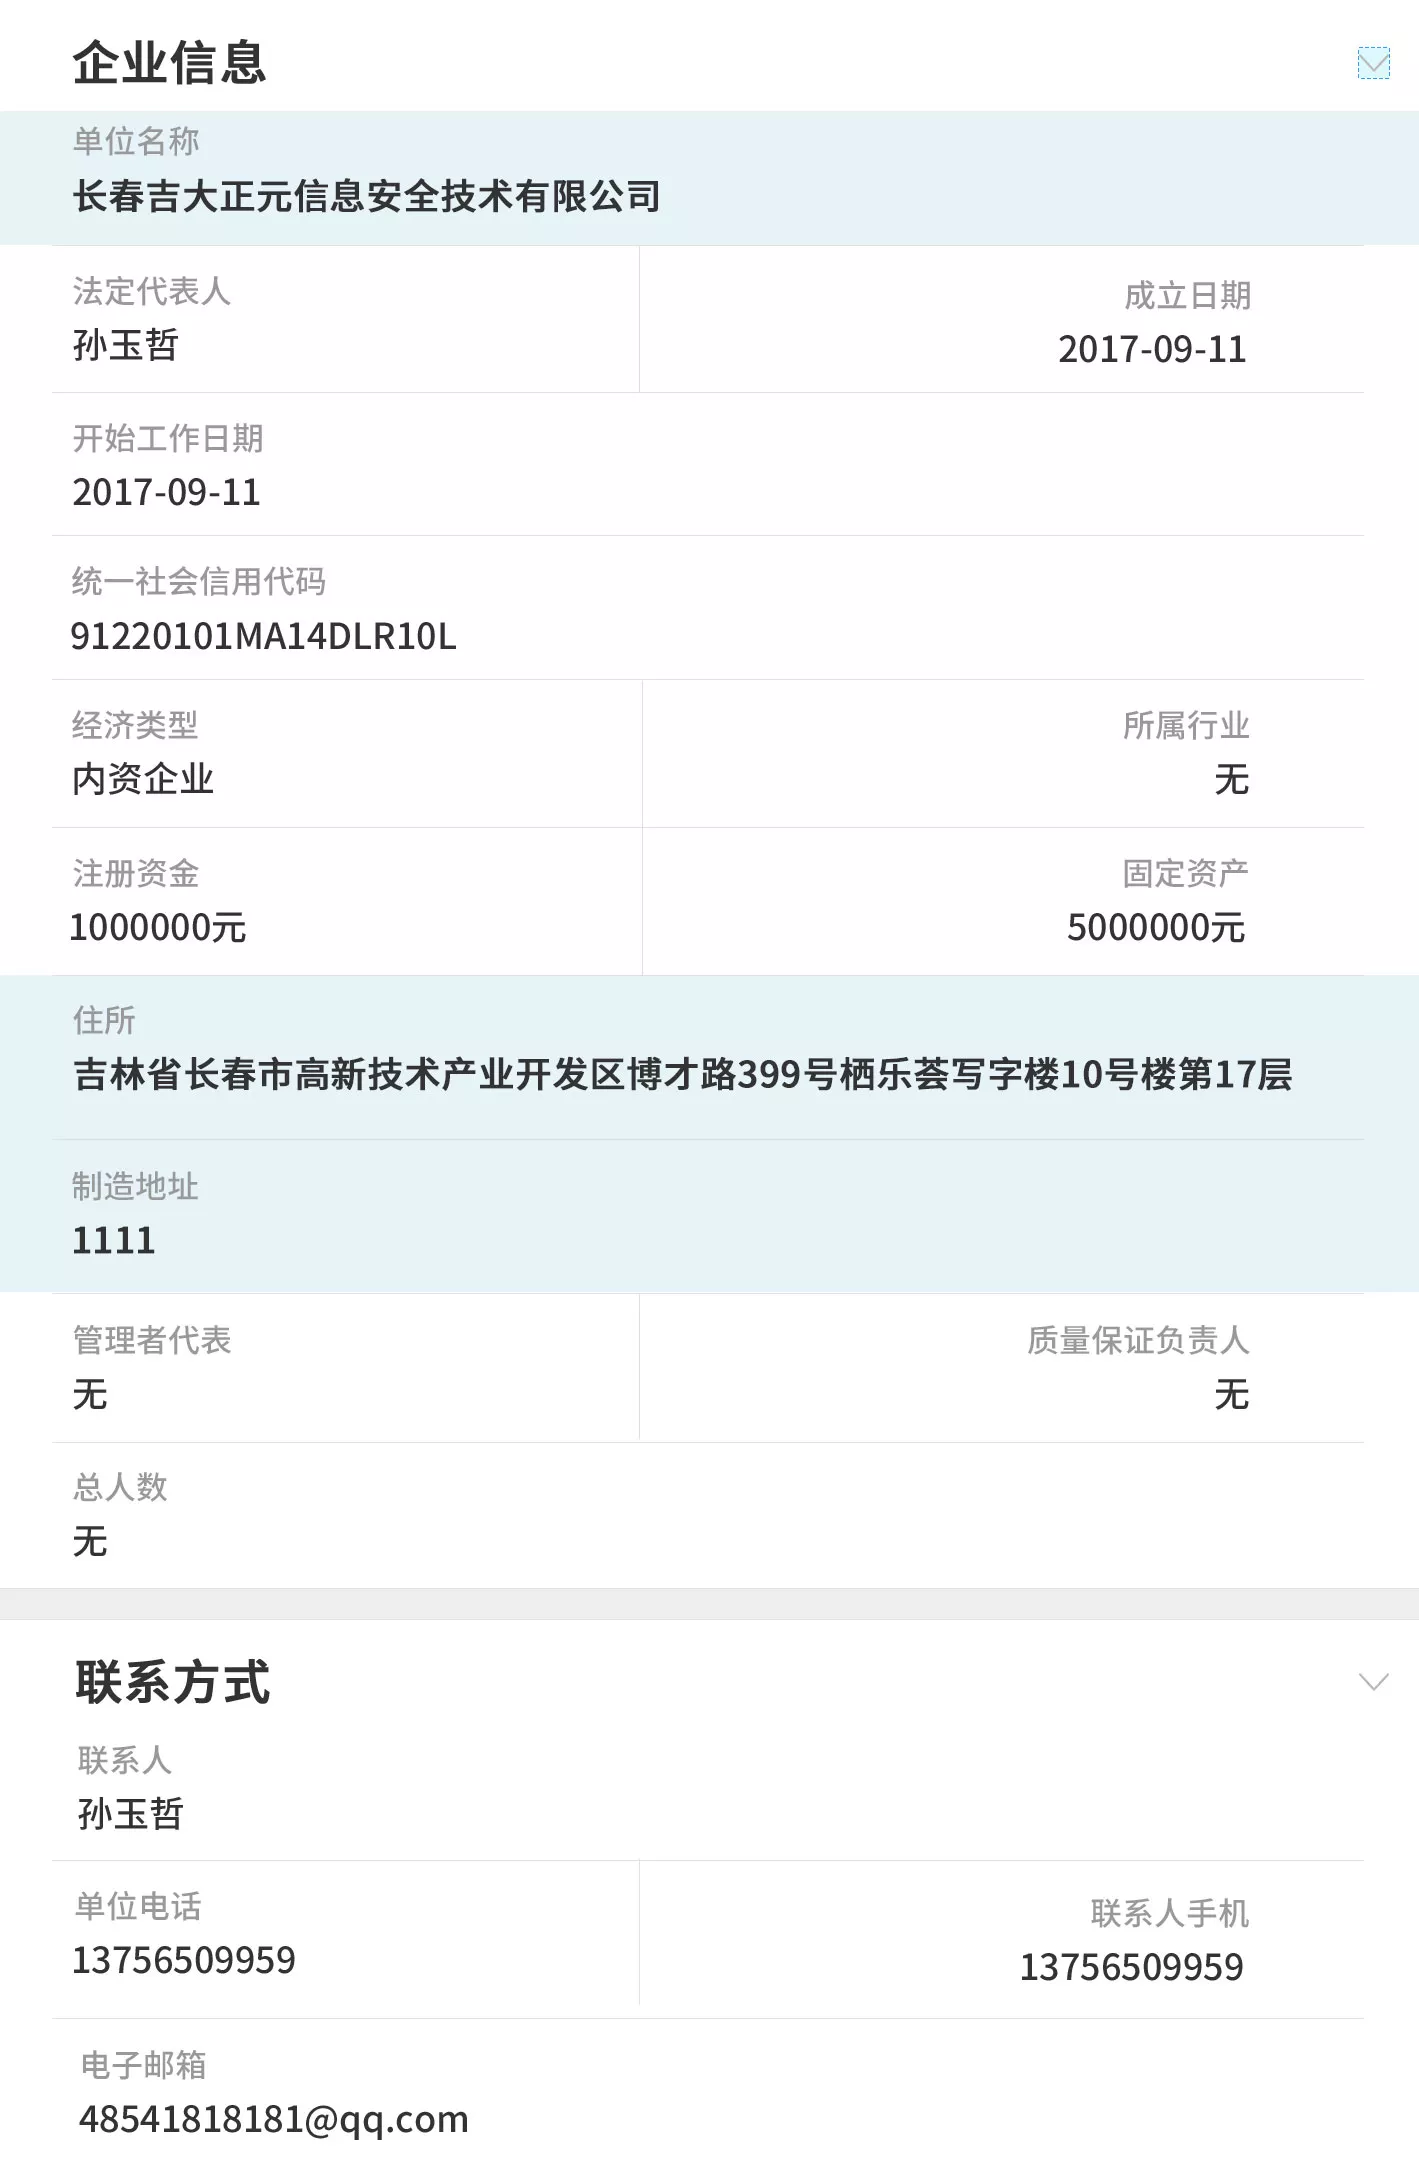 企业信息
单位名称
长春吉大正元信息安全技术有限公司
法定代表人
成立日期
孙玉哲
2017-09-11
开始工作日期
2017-09-11
统一社会信用代码
91220101MA14DLR10L
经济类型
所属行业
内资企业
无
注册资金
固定资产
1000000元
5000000元
住所
吉林省长春市高新技术产业开发区博才路399号栖乐荟写字楼10号楼第17层
制造地址
1111
管理者代表
质量保证负责人
无
无
总人数
无
联系方式
联系人
孙玉哲
单位电话
联系人手机
13756509959
13756509959
电子邮箱
48541818181@qq.com